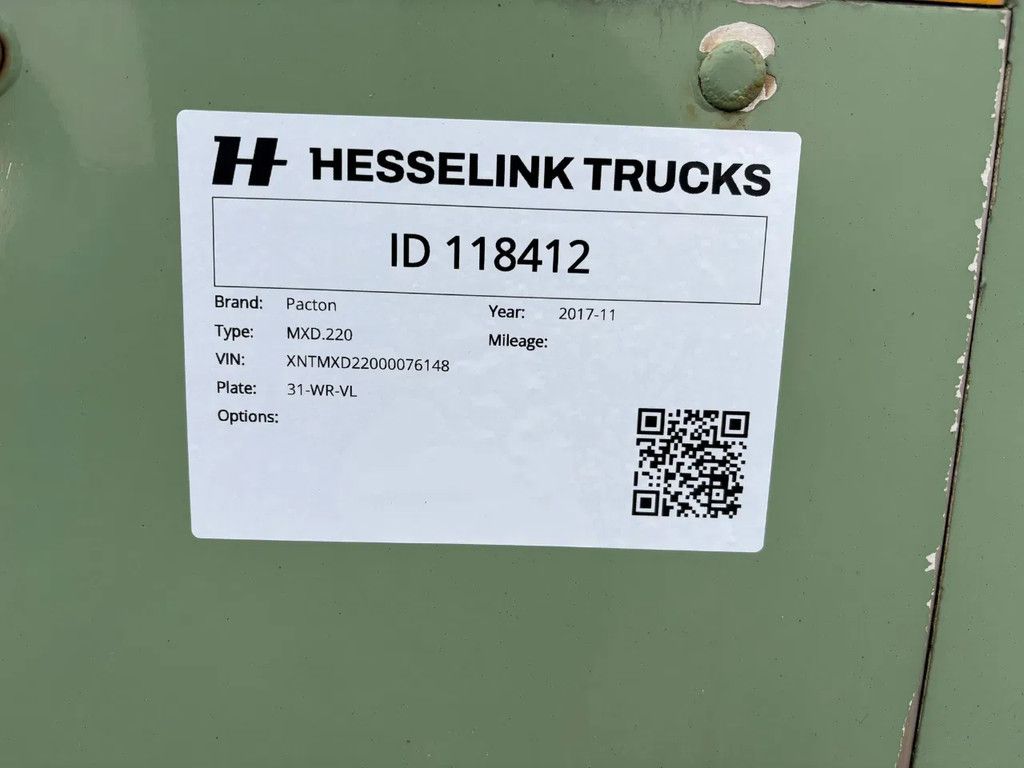 H HESSELINK TRUCKS
ID 118412
Brand: Pacton
Year: 2017-11
Type: MXD.220
Mileage:
VIN: XNTMXD22000076148
Plate: 31-WR-VL
Options: